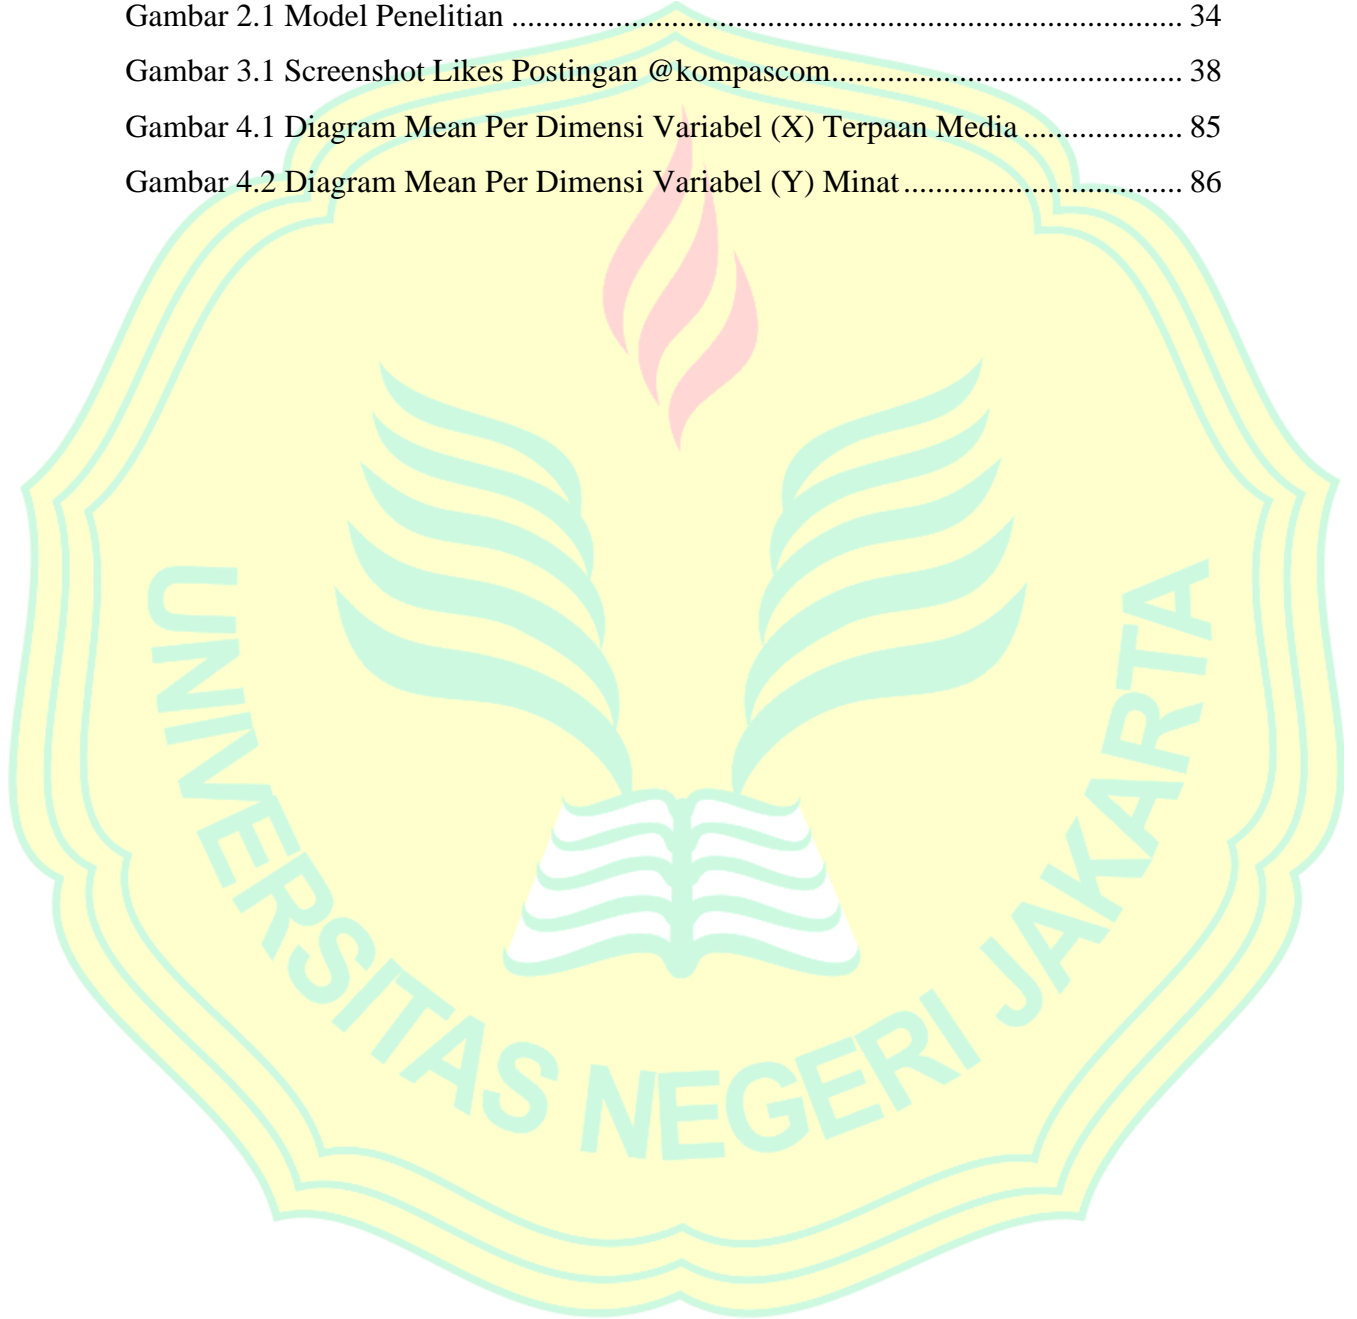 Gambar 2.1 Model Penelitian ................................................................................... 34
Gambar 3.1 Screenshot Likes Postingan @kompascom........................................... 38
Gambar 4.1 Diagram Mean Per Dimensi Variabel (X) Terpaan Media .................. 85
Gambar 4.2 Diagram Mean Per Dimensi Variabel (Y) Minat .................................. 86
UNIVERSITAS NEGERI JAKARTA